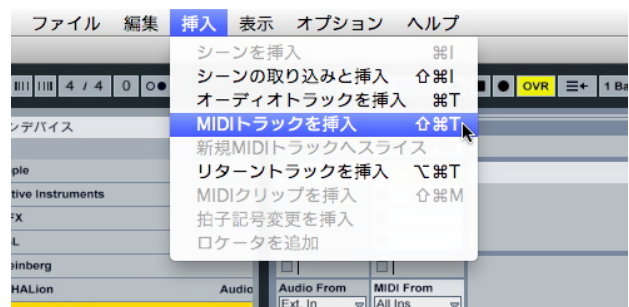 ファイル 編集 挿入 表示 オプション ヘルプ
シーンを挿入 ⌘I
シーンの取り込みと挿入 ⇧⌘I
4 / 4 0 OVR 1 Ba
オーディオトラックを挿入 ⌘T
ンデバイス
MIDIトラックを挿入 ⇧⌘T
新規MIDIトラックへスライス
ple
リターントラックを挿入 ⌥⌘T
tive Instruments
MIDIクリップを挿入 ⇧⌘M
FX
拍子記号変更を挿入
L
ロケータを追加
einberg
HALion Audio
Audio From MIDI From
Ext. In All Ins